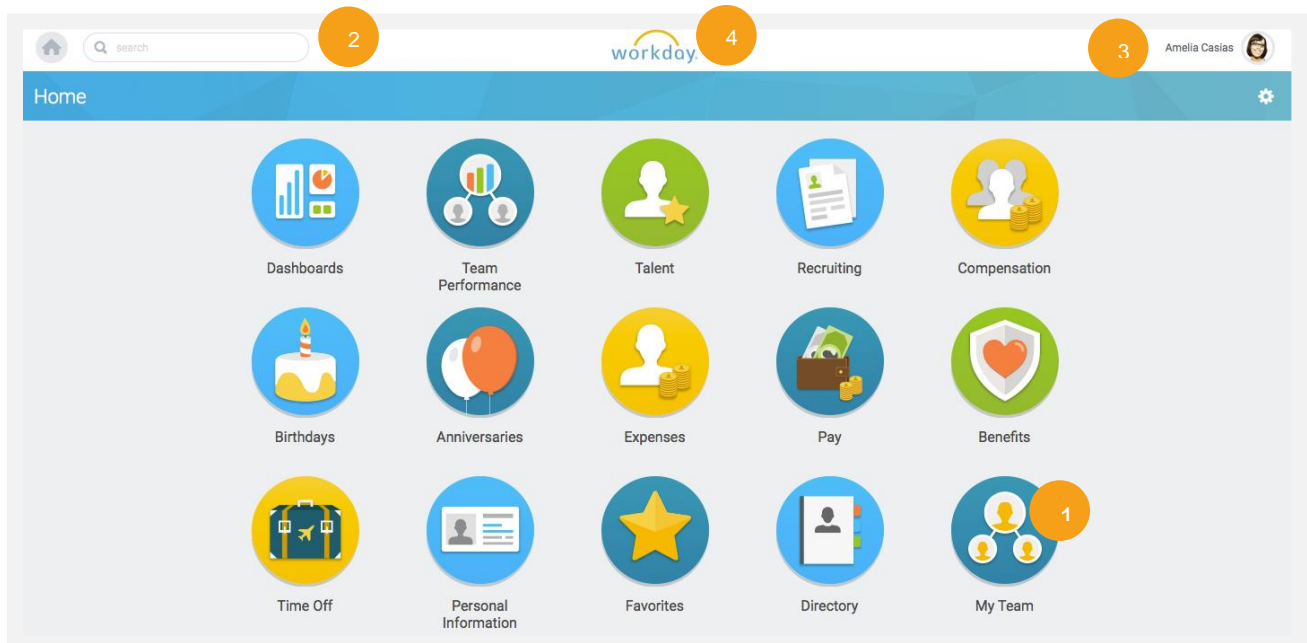 search
2
workday.
4
3
Amelia Casias
Home
Dashboards
Team
Performance
Talent
Recruiting
Compensation
Birthdays
Anniversaries
Expenses
Pay
Benefits
1
Time Off
Personal
Information
Favorites
Directory
My Team